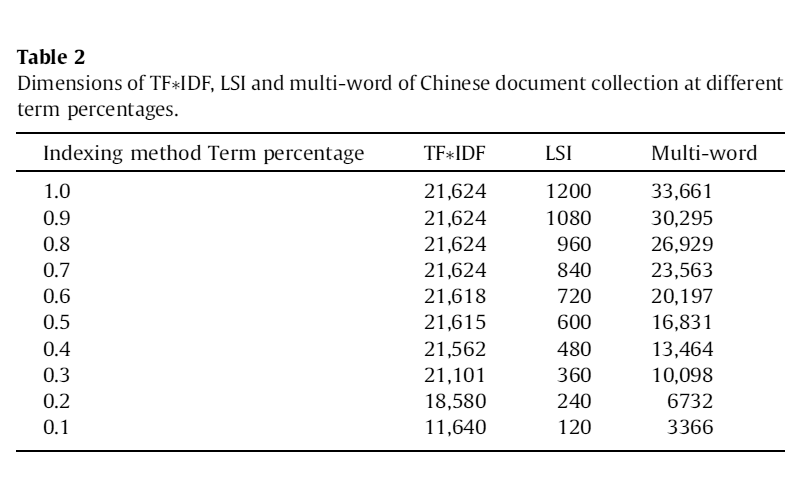 Table 2
Dimensions of TF∗IDF, LSI and multi-word of Chinese document collection at different
term percentages.
Indexing method Term percentage TF∗IDF LSI Multi-word
1.0 21,624 1200 33,661
0.9 21,624 1080 30,295
0.8 21,624 960 26,929
0.7 21,624 840 23,563
0.6 21,618 720 20,197
0.5 21,615 600 16,831
0.4 21,562 480 13,464
0.3 21,101 360 10,098
0.2 18,580 240 6732
0.1 11,640 120 3366